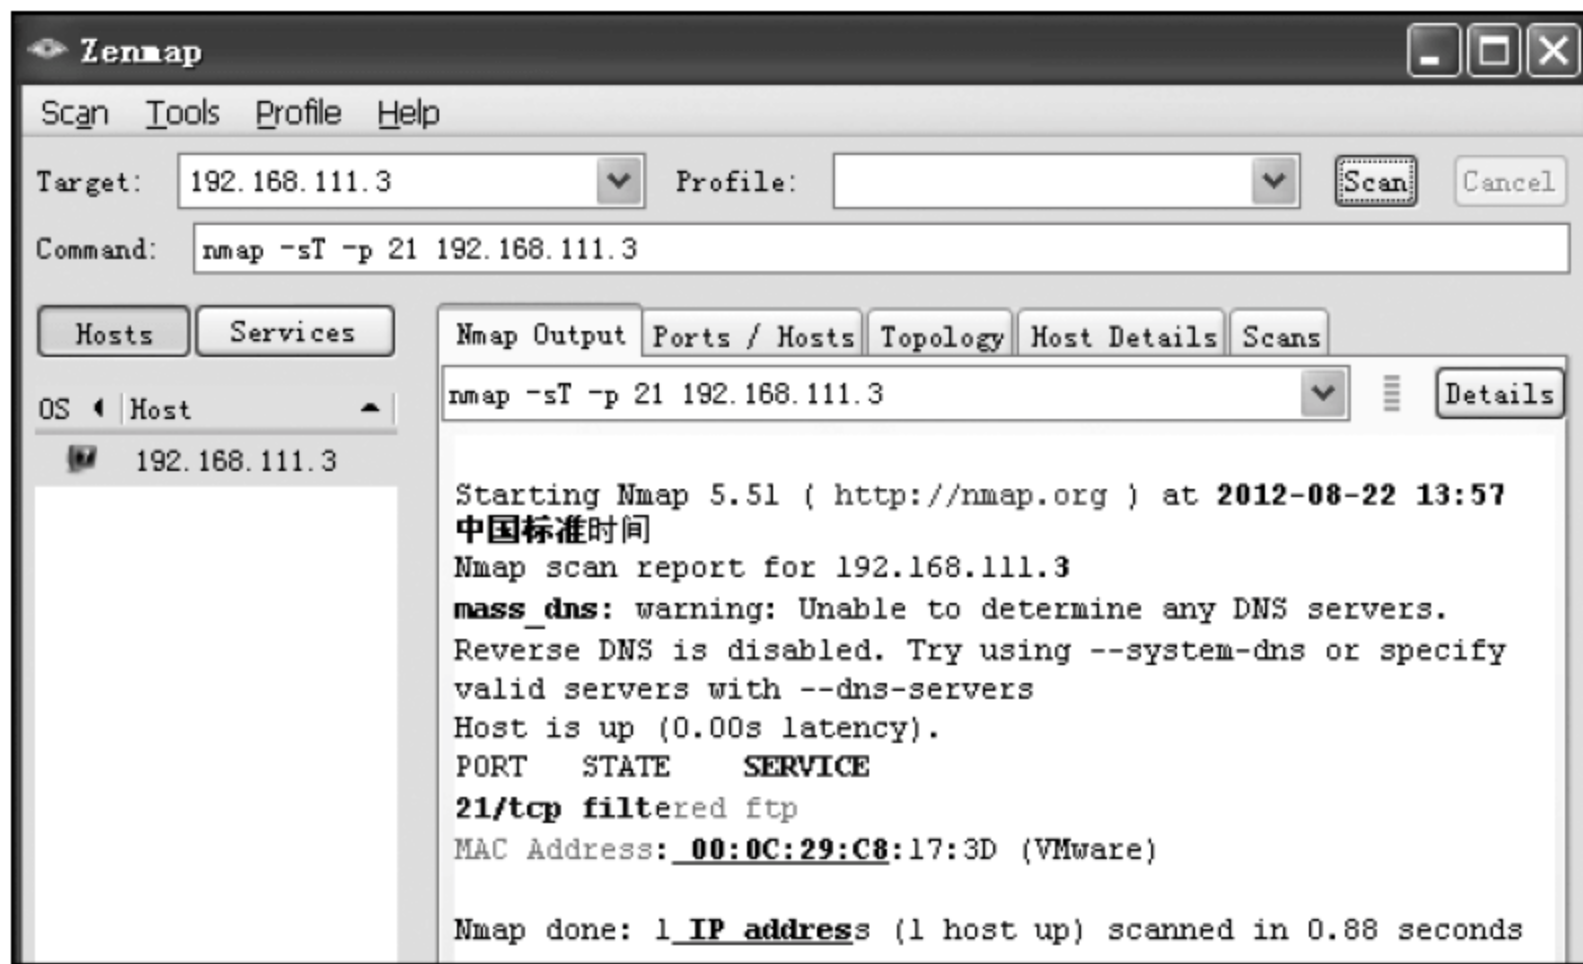 Zenmap
Scan Tools Profile Help
Target: 192.168.111.3 Profile: Scan Cancel
Command: nmap -sT -p 21 192.168.111.3
Hosts Services Nmap Output Ports / Hosts Topology Host Details Scans
nmap -sT -p 21 192.168.111.3 Details
OS Host
192.168.111.3
Starting Nmap 5.51 ( http://nmap.org ) at 2012-08-22 13:57
中国标准时间
Nmap scan report for 192.168.111.3
mass_dns: warning: Unable to determine any DNS servers.
Reverse DNS is disabled. Try using --system-dns or specify
valid servers with --dns-servers
Host is up (0.00s latency).
PORT STATE SERVICE
21/tcp filtered ftp
MAC Address: 00:0C:29:C8:17:3D (VMware)
Nmap done: 1 IP address (1 host up) scanned in 0.88 seconds